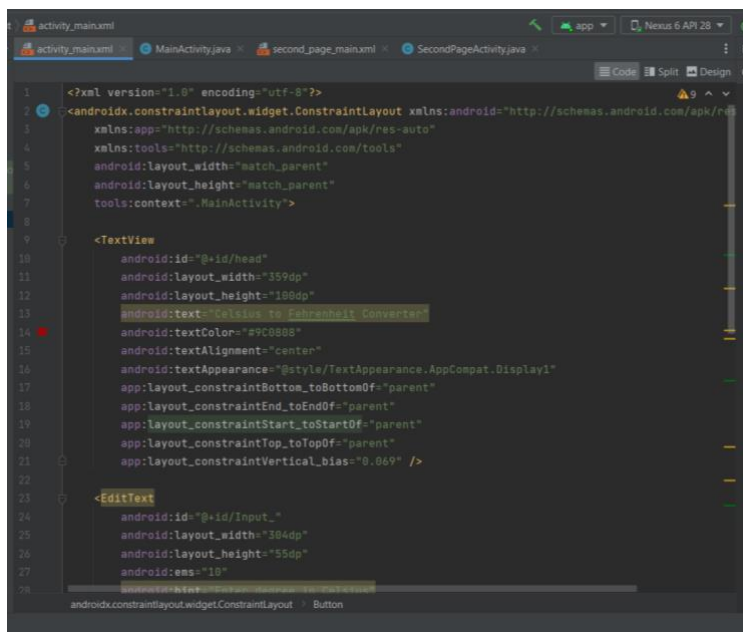 activity_main.xml
app
Nexus 6 API 28
activity_main.xml MainActivity.java second_page_main.xml SecondPageActivity.java
Code Split Design
1 <?xml version="1.0" encoding="utf-8"?> 9
2 <androidx.constraintlayout.widget.ConstraintLayout xmlns:android="http://schemas.android.com/apk/res
3 xmlns:app="http://schemas.android.com/apk/res-auto"
4 xmlns:tools="http://schemas.android.com/tools"
5 android:layout_width="match_parent"
6 android:layout_height="match_parent"
7 tools:context=".MainActivity">
8
9 <TextView
10 android:id="@+id/head"
11 android:layout_width="359dp"
12 android:layout_height="100dp"
13 android:text="Celsius to Fehrenheit Converter"
14 android:textColor="#9C0808"
15 android:textAlignment="center"
16 android:textAppearance="@style/TextAppearance.AppCompat.Display1"
17 app:layout_constraintBottom_toBottomOf="parent"
18 app:layout_constraintEnd_toEndOf="parent"
19 app:layout_constraintStart_toStartOf="parent"
20 app:layout_constraintTop_toTopOf="parent"
21 app:layout_constraintVertical_bias="0.069" />
22
23 <EditText
24 android:id="@+id/Input_"
25 android:layout_width="304dp"
26 android:layout_height="55dp"
27 android:ems="10"
28 android:hint="Enter degree in Celsius"
androidx.constraintlayout.widget.ConstraintLayout › Button